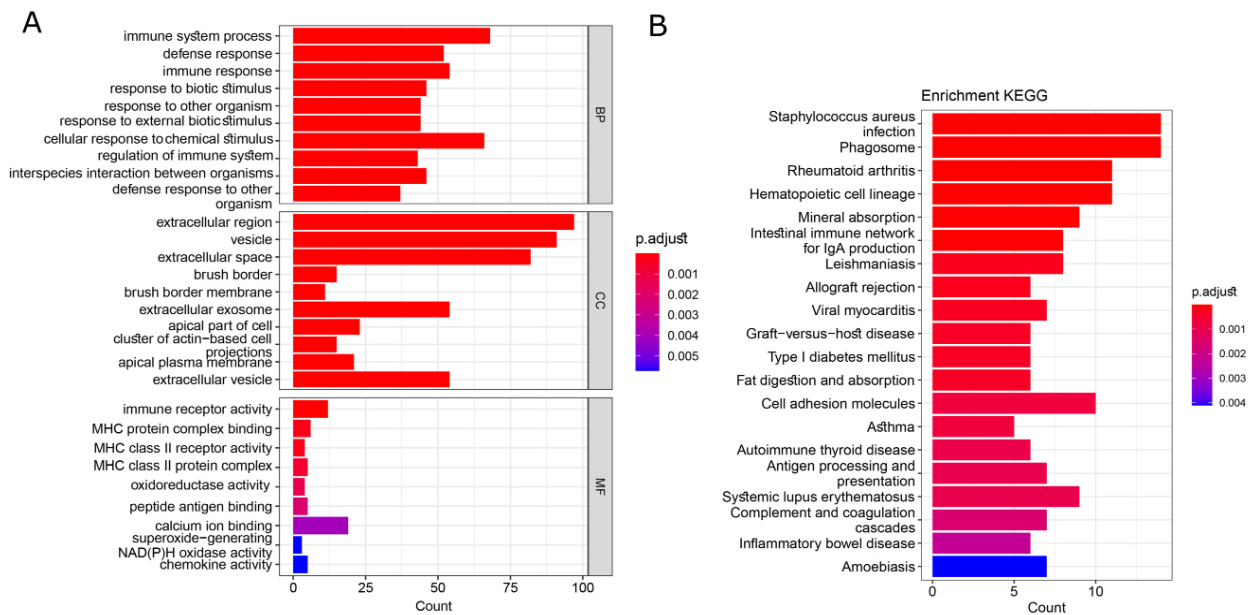 A
immune system process
defense response
immune response
response to biotic stimulus
response to other organism
response to external biotic stimulus
cellular response to chemical stimulus
regulation of immune system
interspecies interaction between organisms
defense response to other
organism
BP
extracellular region
vesicle
extracellular space
brush border
brush border membrane
extracellular exosome
apical part of cell
cluster of actin-based cell
projections
apical plasma membrane
extracellular vesicle
CC
immune receptor activity
MHC protein complex binding
MHC class II receptor activity
MHC class II protein complex
oxidoreductase activity
peptide antigen binding
calcium ion binding
superoxide-generating
NAD(P)H oxidase activity
chemokine activity
MF
0 25 50 75 100
Count
p.adjust
0.001
0.002
0.003
0.004
0.005
B
Enrichment KEGG
Staphylococcus aureus
infection
Phagosome
Rheumatoid arthritis
Hematopoietic cell lineage
Mineral absorption
Intestinal immune network
for IgA production
Leishmaniasis
Allograft rejection
Viral myocarditis
Graft-versus-host disease
Type I diabetes mellitus
Fat digestion and absorption
Cell adhesion molecules
Asthma
Autoimmune thyroid disease
Antigen processing and
presentation
Systemic lupus erythematosus
Complement and coagulation
cascades
Inflammatory bowel disease
Amoebiasis
0 5 10
Count
p.adjust
0.001
0.002
0.003
0.004